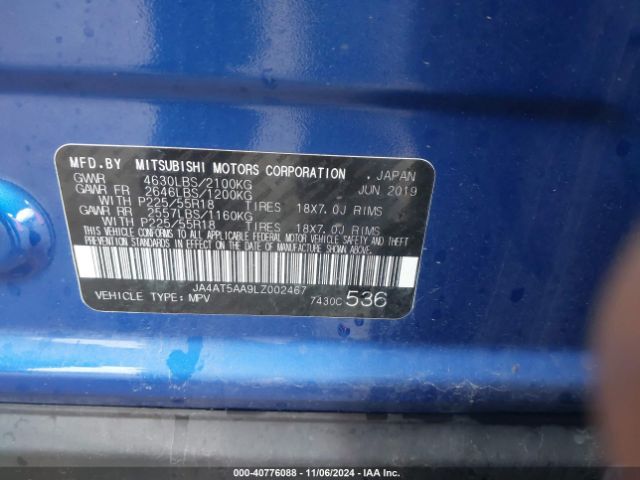 MFD.BY MITSUBISHI MOTORS CORPORATION . JAPAN
GVWR 4630LBS/2100KG JUN 2019
GAWR FR 2646LBS/1200KG
WITH P225/55R18 TIRES 18X7.0J RIMS
GAWR RR 2557LBS/1160KG
WITH P225/55R18 TIRES 18X7.0J RIMS
THIS VEHICLE CONFORMS TO ALL APPLICABLE FEDERAL MOTOR VEHICLE SAFETY AND THEFT
PREVENTION STANDARDS IN EFFECT ON THE DATE OF MANUFACTURE SHOWN ABOVE.
JA4AT5AA9LZ002467
VEHICLE TYPE: MPV 7430C 536
000-40776088 - 11/06/2024 - IAA Inc.